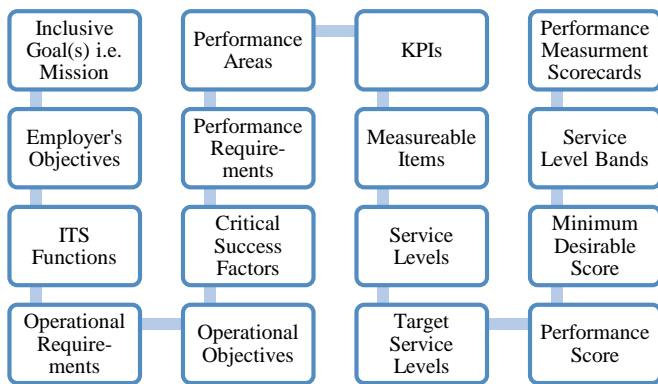 Inclusive
Goal(s) i.e.
Mission
Employer's
Objectives
ITS
Functions
Operational
Require-
ments
Operational
Objectives
Critical
Success
Factors
Performance
Require-
ments
Performance
Areas
KPIs
Measureable
Items
Service
Levels
Target
Service
Levels
Performance
Score
Minimum
Desirable
Score
Service
Level Bands
Performance
Measurment
Scorecards